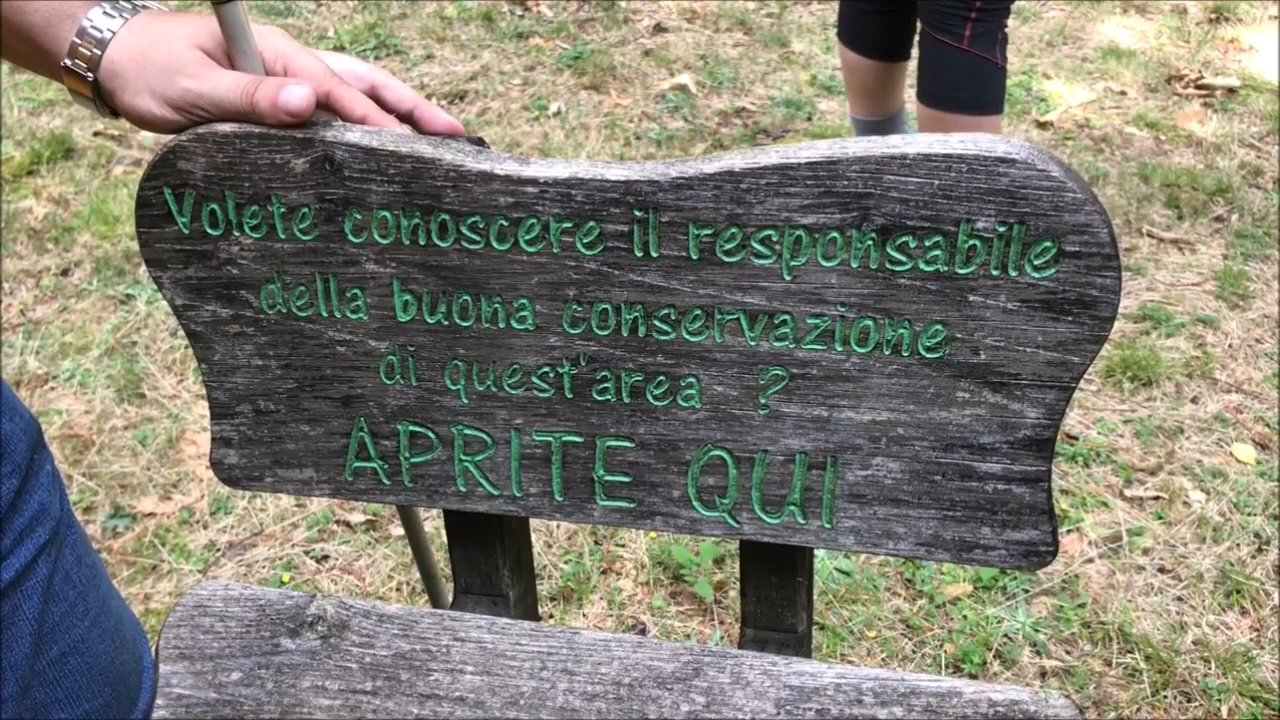 Volete conoscere il responsabile
della buona conservazione
di quest'area ?
APRITE QUI